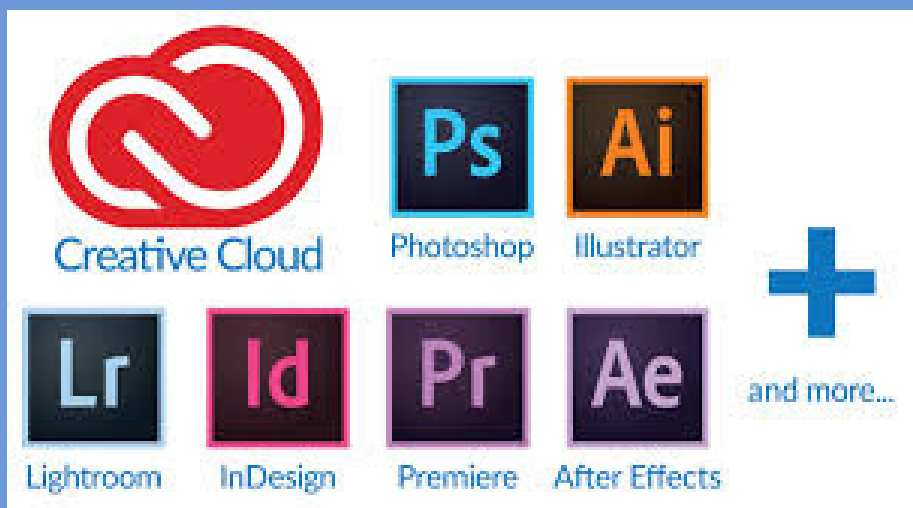 Ps
Ai
Creative Cloud
Photoshop
Illustrator
Lr
Id
Pr
Ae
and more...
Lightroom
InDesign
Premiere
After Effects